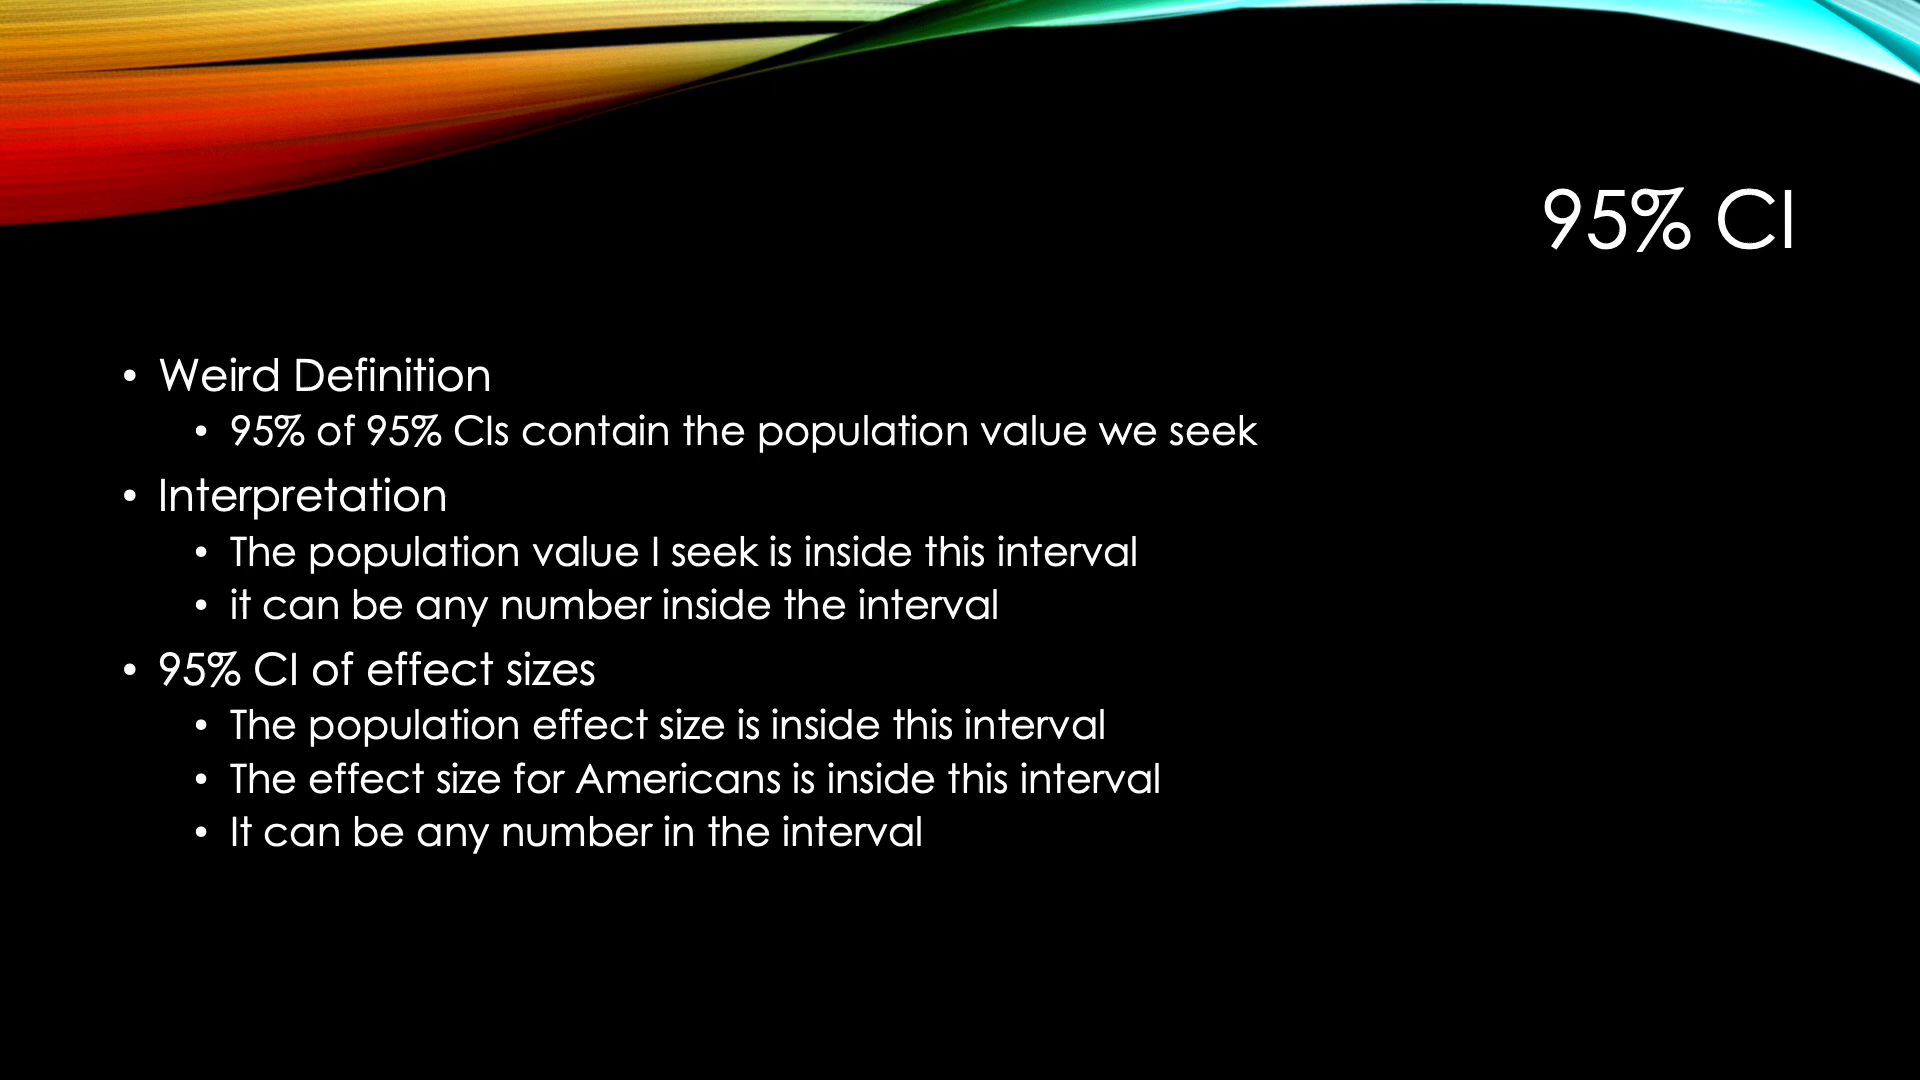 95% CI
• Weird Definition
• 95% of 95% CIs contain the population value we seek
• Interpretation
• The population value I seek is inside this interval
• it can be any number inside the interval
• 95% CI of effect sizes
• The population effect size is inside this interval
• The effect size for Americans is inside this interval
• It can be any number in the interval